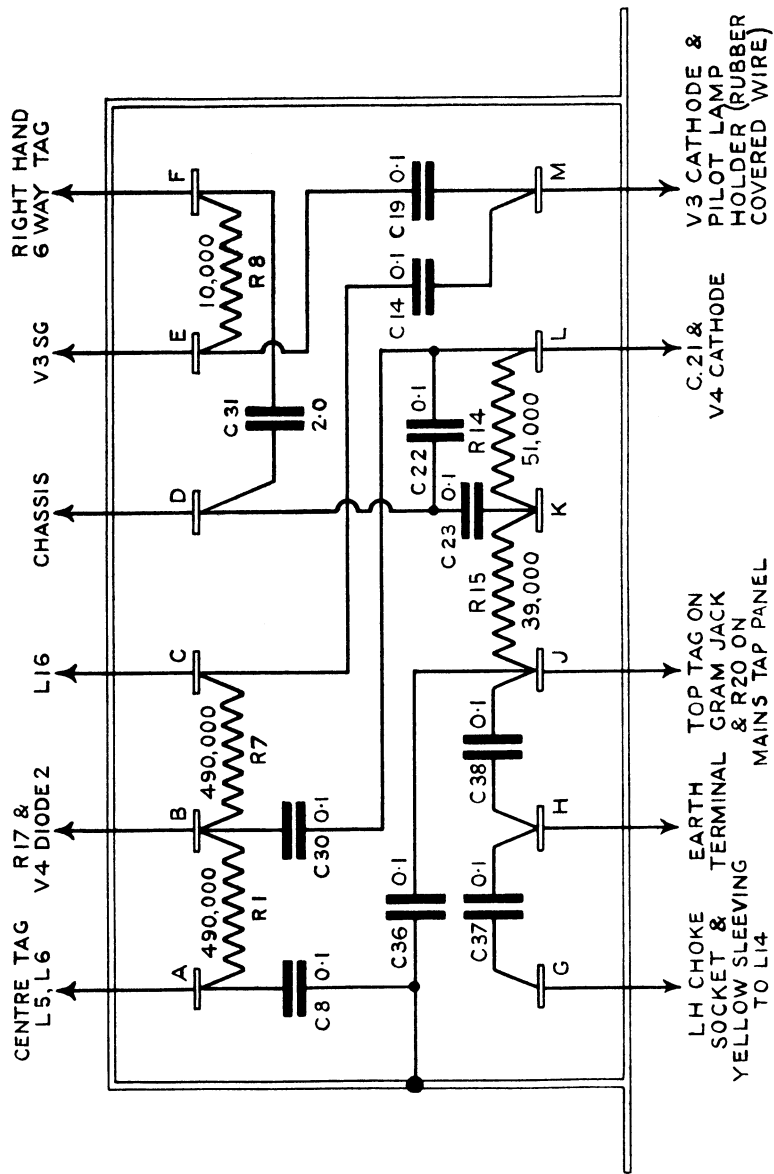 CENTRE TAG
L5, L6
R17 &
V4 DIODE 2
L16
CHASSIS
V3 SG
RIGHT HAND
6 WAY TAG
A
B
C
D
E
F
490,000
R1
490,000
R7
10,000
R8
C8 0·1
C30 0·1
C31
2·0
C36 0·1
C14 0·1
C19 0·1
C22 0·1
C23 0·1
C37 0·1
C38 0·1
R15
39,000
R14
51,000
G
H
J
K
L
M
LH CHOKE
SOCKET &
YELLOW SLEEVING
TO L14
EARTH
TERMINAL
TOP TAG ON
GRAM JACK
& R20 ON
MAINS TAP PANEL
C.21 &
V4 CATHODE
V3 CATHODE &
PILOT LAMP
HOLDER (RUBBER
COVERED WIRE)